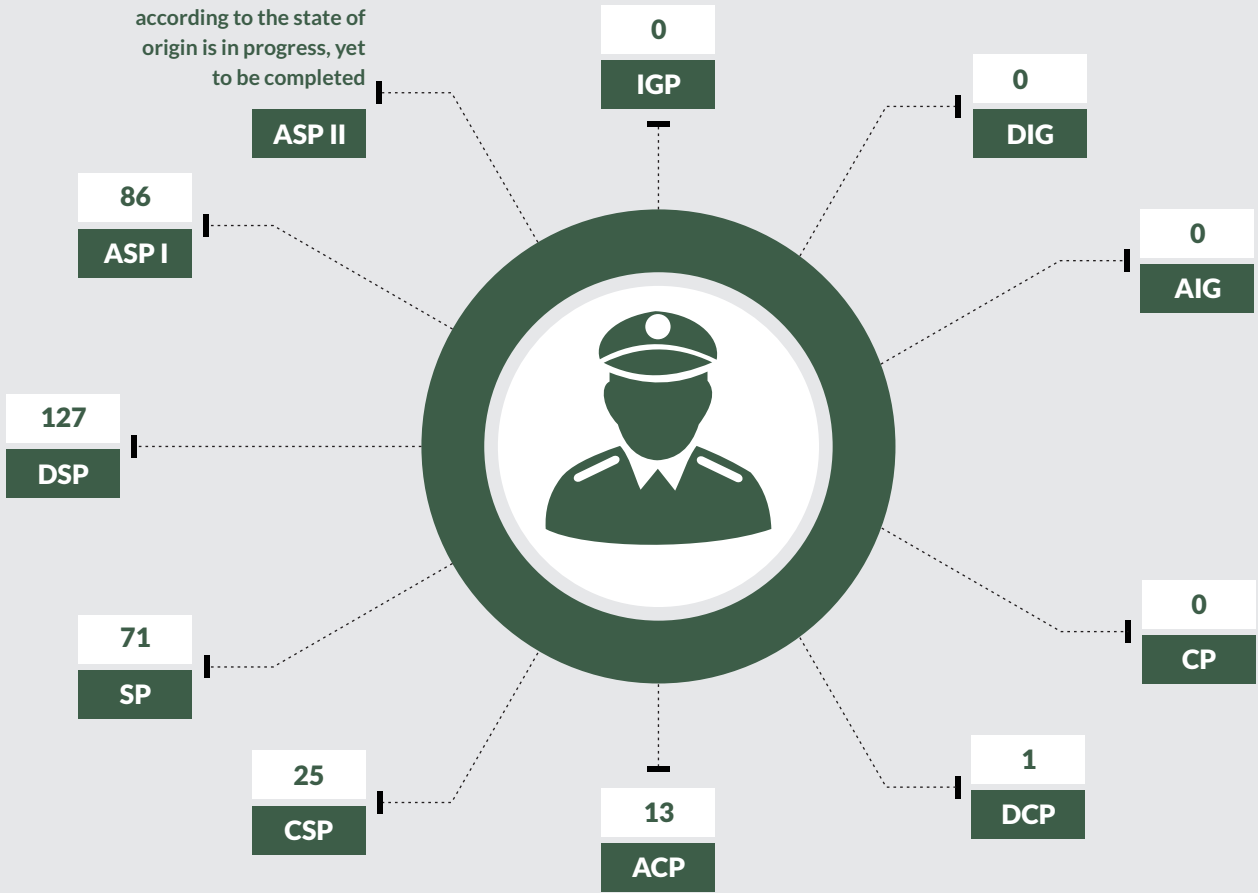 according to the state of
origin is in progress, yet
to be completed
ASP II
0
IGP
0
DIG
86
ASP I
0
AIG
127
DSP
0
CP
71
SP
1
DCP
25
CSP
13
ACP